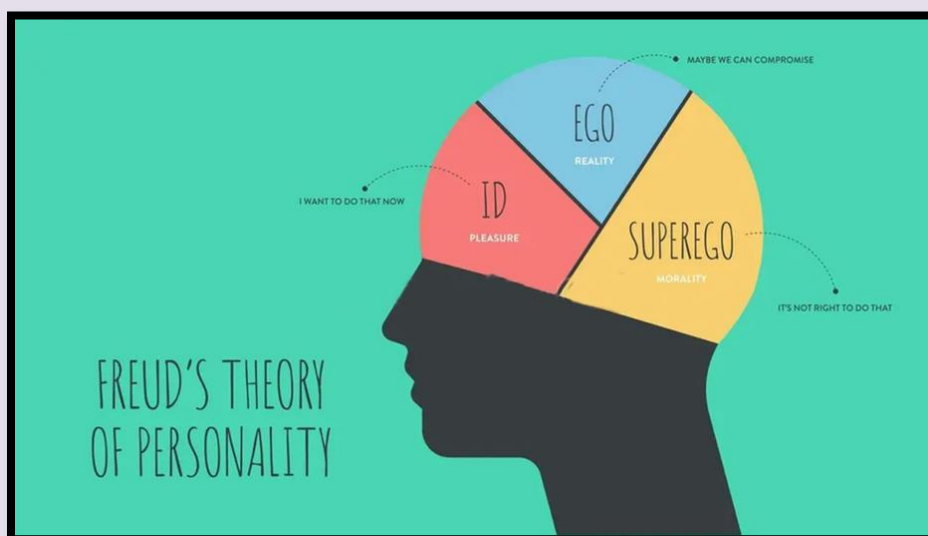 MAYBE WE CAN COMPROMISE
EGO
REALITY
I WANT TO DO THAT NOW
ID
PLEASURE
SUPEREGO
MORALITY
IT'S NOT RIGHT TO DO THAT
FREUD'S THEORY
OF PERSONALITY